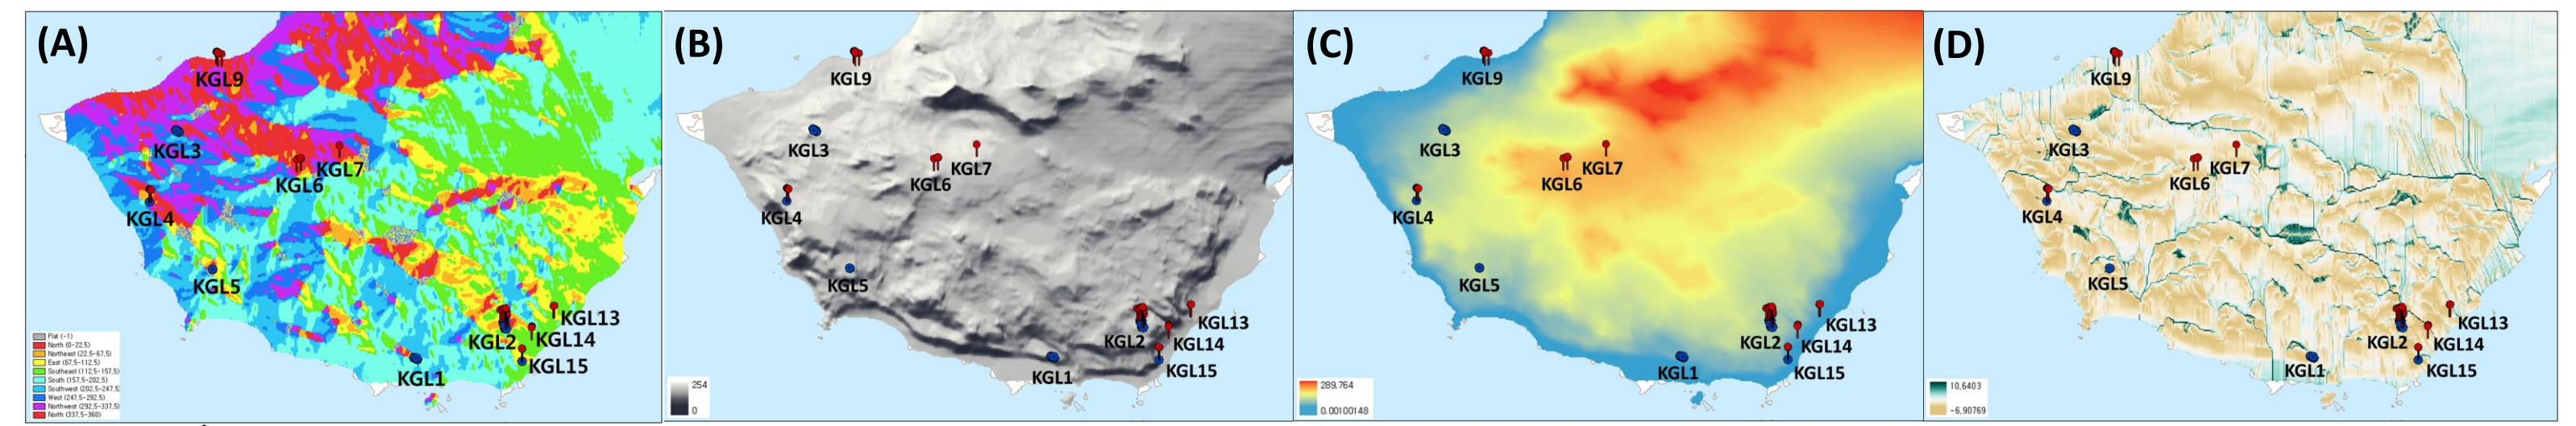 (A)
KGL9
KGL3
KGL7
KGL6
KGL4
KGL5
KGL13
KGL14
KGL2
KGL15
KGL1
Flat (-1)
North (0-22,5)
Northeast (22,5-67,5)
East (67,5-112,5)
Southeast (112,5-157,5)
South (157,5-202,5)
Southwest (202,5-247,5
West (247,5-292,5)
Northwest (292,5-337,5)
North (337,5-360)
(B)
KGL9
KGL3
KGL7
KGL6
KGL4
KGL5
KGL13
KGL2
KGL14
KGL15
KGL1
254
0
(C)
KGL9
KGL3
KGL7
KGL6
KGL4
KGL5
KGL13
KGL2
KGL14
KGL15
KGL1
289.764
0.00100148
(D)
KGL9
KGL3
KGL7
KGL6
KGL4
KGL5
KGL13
KGL2
KGL14
KGL15
KGL1
10,6403
-6,90769